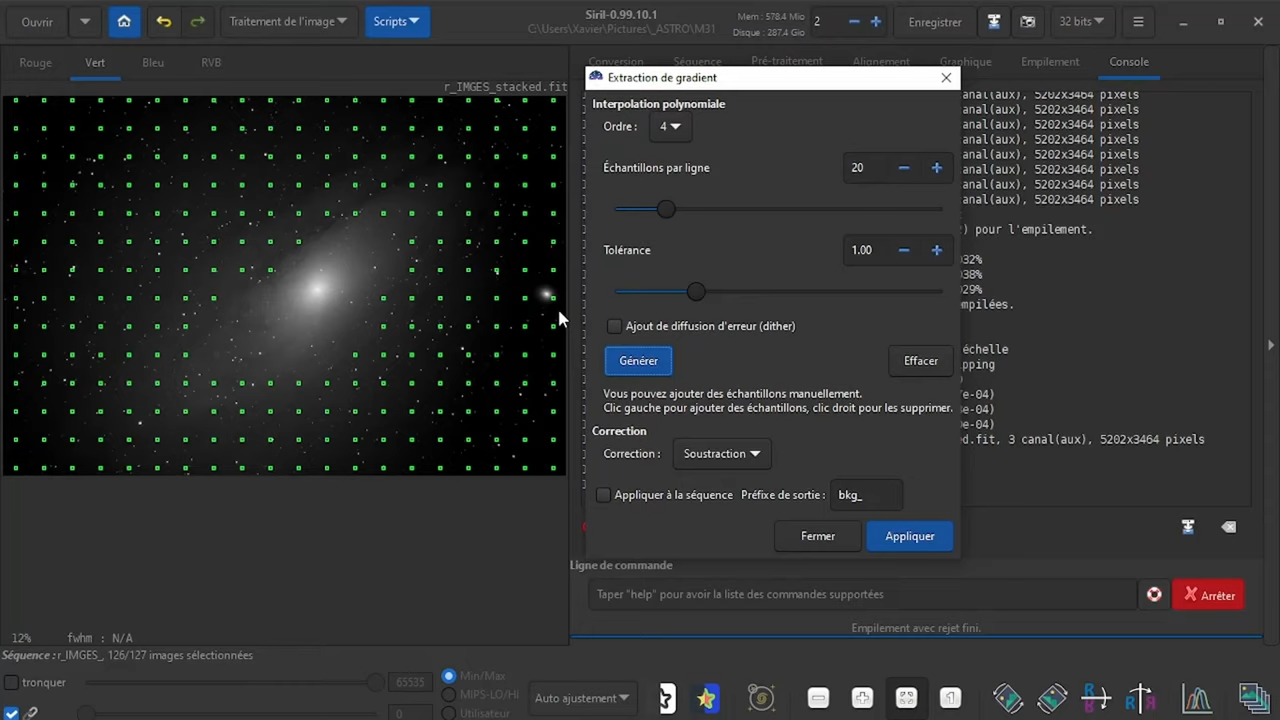 Ouvrir
Traitement de l'image
Scripts
Siril-0.99.10.1
C:\Users\Xavier\Pictures\_ASTRO\M31
Mem : 578.4 Mio
Disque : 287.4 Gio
2
Enregistrer
32 bits
Rouge
Vert
Bleu
RVB
Conversion
Séquence
Pré-traitement
Alignement
Graphique
Empilement
Console
r_IMGES_stacked.fit
Extraction de gradient
Interpolation polynomiale
Ordre :
4
Échantillons par ligne
20
Tolérance
1.00
Ajout de diffusion d'erreur (dither)
Générer
Effacer
Vous pouvez ajouter des échantillons manuellement.
Clic gauche pour ajouter des échantillons, clic droit pour les supprimer.
Correction
Correction :
Soustraction
Appliquer à la séquence
Préfixe de sortie :
bkg_
Fermer
Appliquer
canal(aux), 5202x3464 pixels
canal(aux), 5202x3464 pixels
canal(aux), 5202x3464 pixels
canal(aux), 5202x3464 pixels
canal(aux), 5202x3464 pixels
canal(aux), 5202x3464 pixels
canal(aux), 5202x3464 pixels
canal(aux), 5202x3464 pixels
) pour l'empilement.
032%
038%
029%
empilées.
échelle
pping
)
e-04)
e-04)
e-04)
ed.fit, 3 canal(aux), 5202x3464 pixels
Ligne de commande
Taper "help" pour avoir la liste des commandes supportées
Arrêter
Empilement avec rejet fini.
12%
fwhm : N/A
Séquence : r_IMGES_, 126/127 images sélectionnées
tronquer
65535
0
Min/Max
MIPS-LO/Hi
Utilisateur
Auto ajustement
1
R
R
R
R